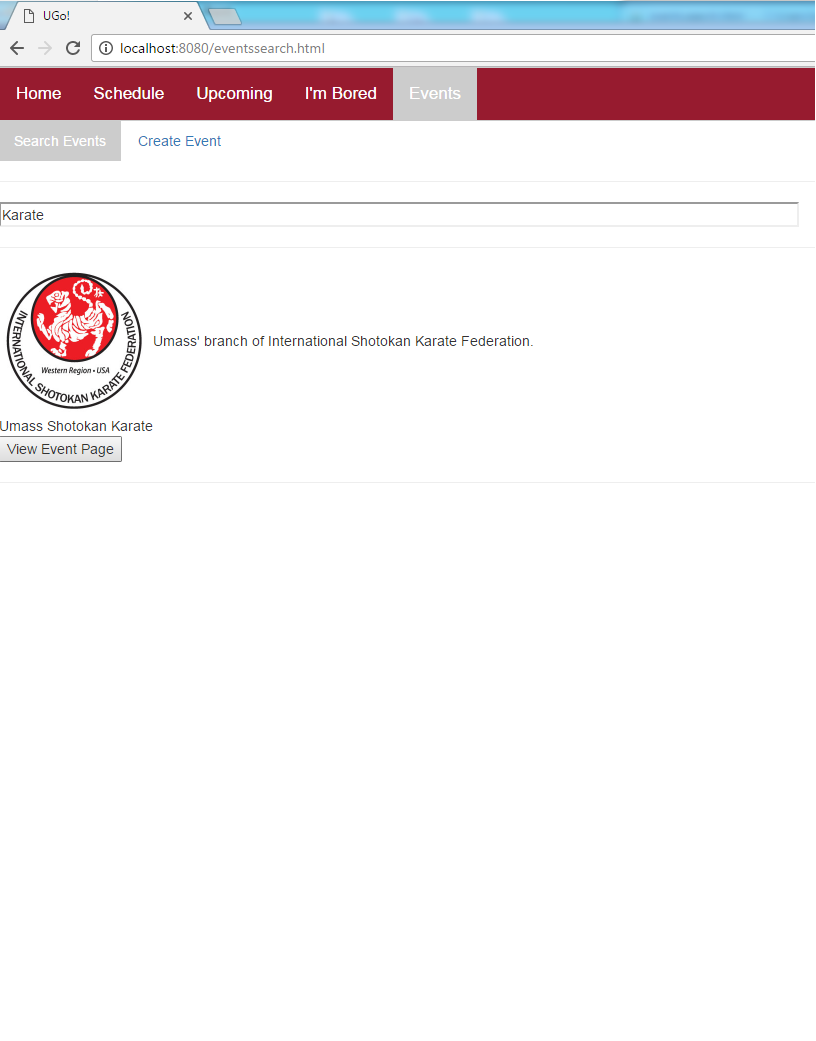 UGo!
localhost:8080/eventssearch.html
Home Schedule Upcoming I'm Bored Events
Search Events Create Event
Karate
INTERNATIONAL SHOTOKAN KARATE FEDERATION
Western Region • USA
Umass' branch of International Shotokan Karate Federation.
Umass Shotokan Karate
View Event Page